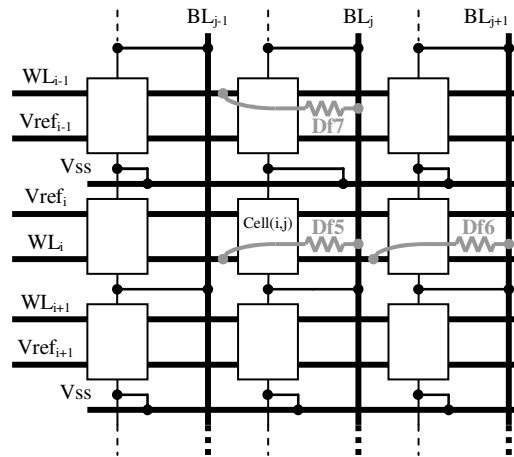 BLj-1 BLj BLj+1
WLi-1
Df7
Vrefi-1
Vss
Vrefi
Cell(i,j) Df5 Df6
WLi
WLi+1
Vrefi+1
Vss